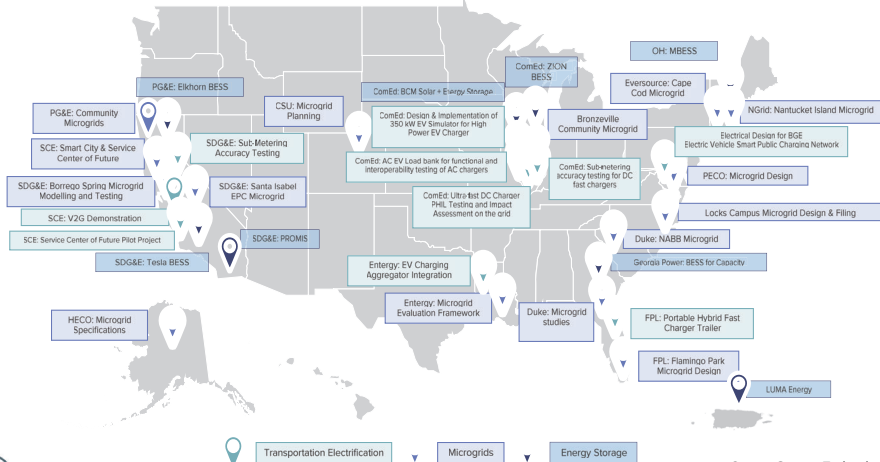 OH: MBESS
ComEd: ZION
BESS
PG&E: Elkhorn BESS
ComEd: BCM Solar + Energy Storage
Eversource: Cape
Cod Microgrid
CSU: Microgrid
Planning
PG&E: Community
Microgrids
NGrid: Nantucket Island Microgrid
ComEd: Design & Implementation of
350 kW EV Simulator for High
Power EV Charger
Bronzeville
Community Microgrid
Electrical Design for BGE
Electric Vehicle Smart Public Charging Network
SCE: Smart City & Service
Center of Future
SDG&E: Sub-Metering
Accuracy Testing
ComEd: AC EV Load bank for functional and
interoperability testing of AC chargers
ComEd: Sub-metering
accuracy testing for DC
fast chargers
PECO: Microgrid Design
SDG&E: Borrego Spring Microgrid
Modelling and Testing
SDG&E: Santa Isabel
EPC Microgrid
ComEd: Ultra-fast DC Charger
PHIL Testing and Impact
Assessment on the grid
Locks Campus Microgrid Design & Filing
SCE: V2G Demonstration
SCE: Service Center of Future Pilot Project
SDG&E: PROMIS
Duke: NABB Microgrid
SDG&E: Tesla BESS
Georgia Power: BESS for Capacity
Entergy: EV Charging
Aggregator Integration
Entergy: Microgrid
Evaluation Framework
Duke: Microgrid
studies
HECO: Microgrid
Specifications
FPL: Portable Hybrid Fast
Charger Trailer
FPL: Flamingo Park
Microgrid Design
LUMA Energy
Transportation Electrification
Microgrids
Energy Storage